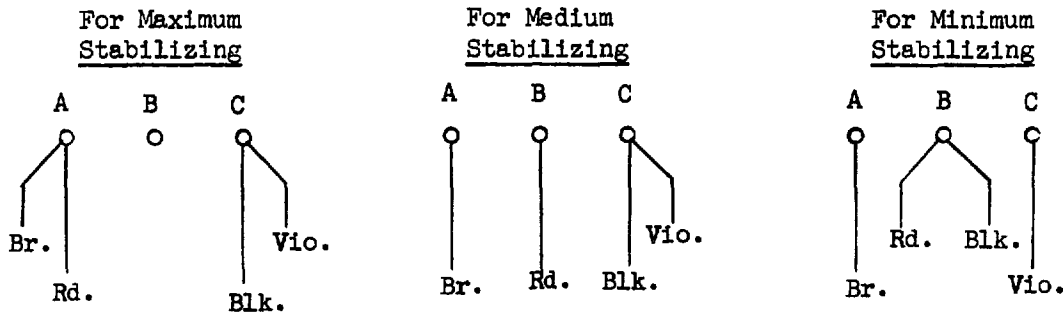 For Maximum
Stabilizing
A B C
Br.
Vio.
Rd.
Blk.
For Medium
Stabilizing
A B C
Vio.
Br.
Rd.
Blk.
For Minimum
Stabilizing
A B C
Rd.
Blk.
Br.
Vio.